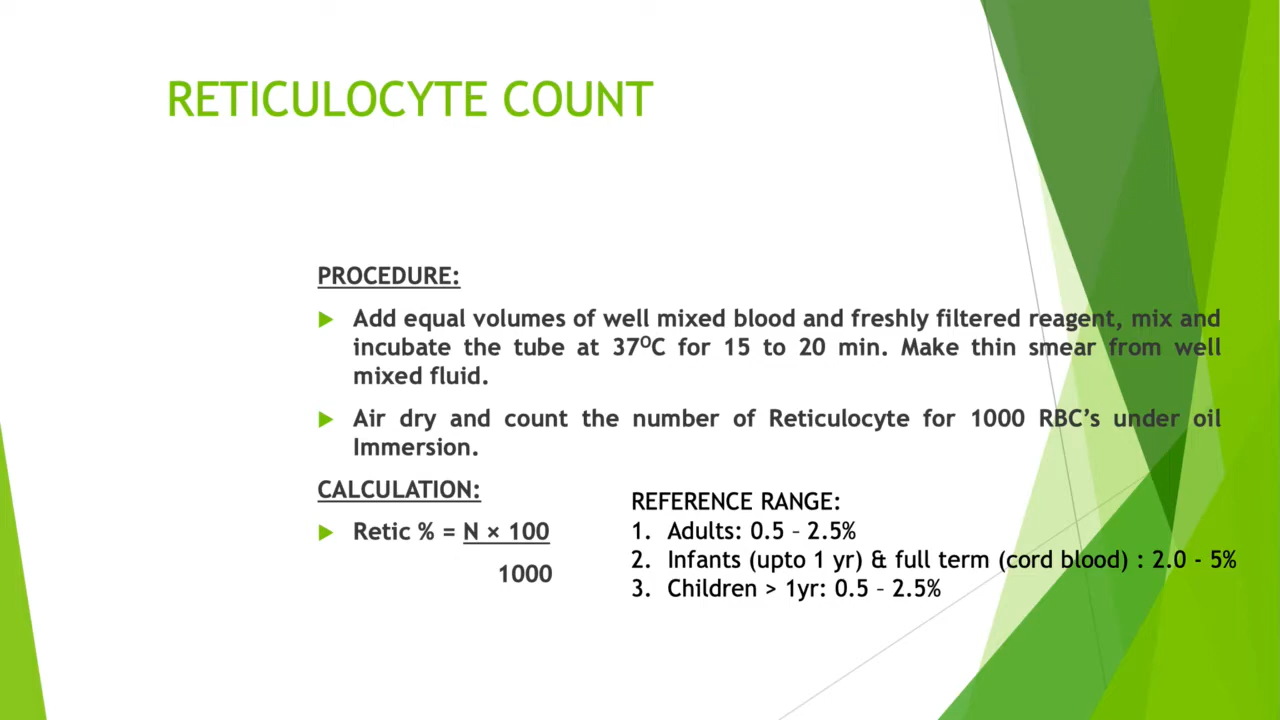 RETICULOCYTE COUNT
PROCEDURE:
Add equal volumes of well mixed blood and freshly filtered reagent, mix and
incubate the tube at 37ᴼC for 15 to 20 min. Make thin smear from well
mixed fluid.
Air dry and count the number of Reticulocyte for 1000 RBC’s under oil
Immersion.
CALCULATION:
Retic % = N × 100
1000
REFERENCE RANGE:
1. Adults: 0.5 – 2.5%
2. Infants (upto 1 yr) & full term (cord blood) : 2.0 - 5%
3. Children > 1yr: 0.5 – 2.5%